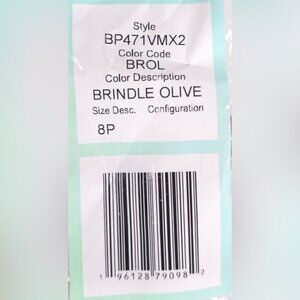 Style
BP471VMX2
Color Code
BROL
Color Description
BRINDLE OLIVE
Size Desc. Configuration
8P
1 96128 79098 2